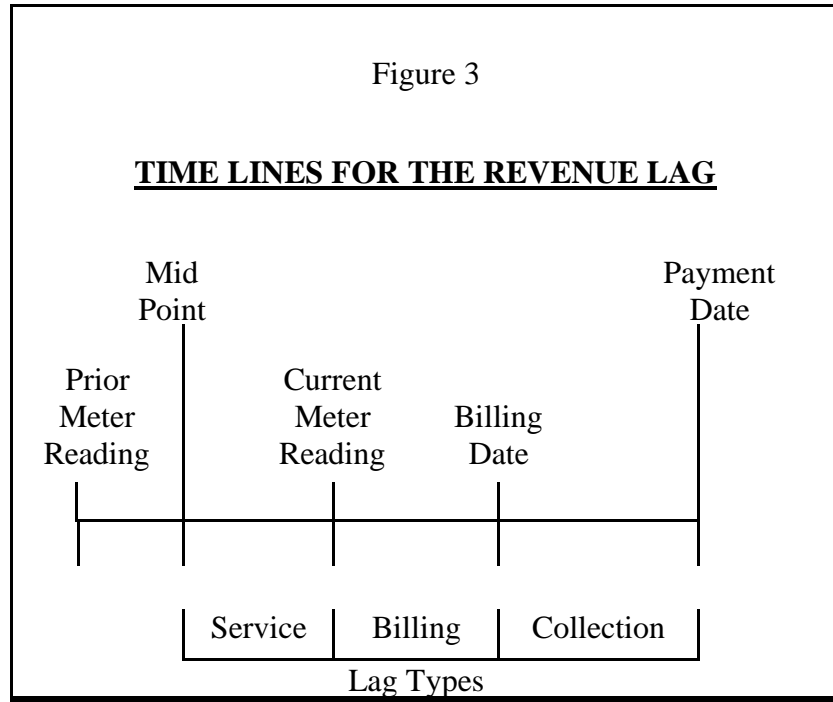 Figure 3
TIME LINES FOR THE REVENUE LAG
Mid
Point
Payment
Date
Prior
Meter
Reading
Current
Meter
Reading
Billing
Date
Service
Billing
Collection
Lag Types